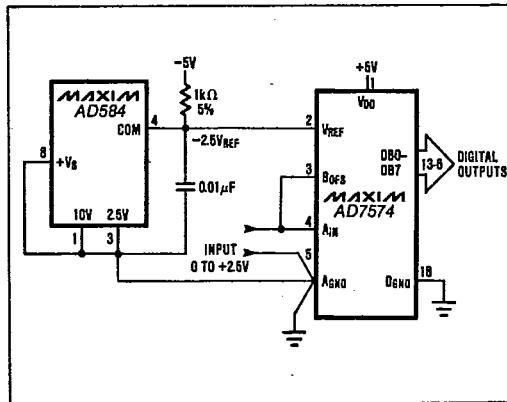 -5V
1kΩ
5%
MAXIM
AD584
COM
4
-2.5VREF
8
+VS
0.01µF
10V
2.5V
1
3
INPUT
0 TO +2.5V
+5V
1
VDD
2
VREF
3
BOFS
MAXIM
AD7574
4
AIN
5
AGND
DB0-
DB7
13-6
DIGITAL
OUTPUTS
18
DGND